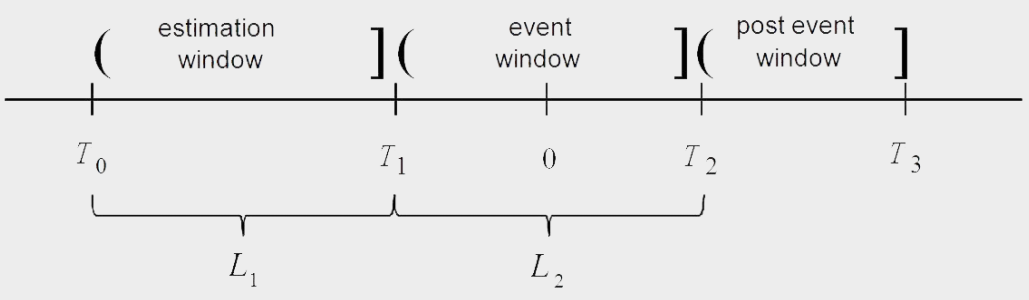 ( estimation window ] ( event window ] ( post event window ]
T₀ T₁ 0 T₂ T₃
L₁ L₂